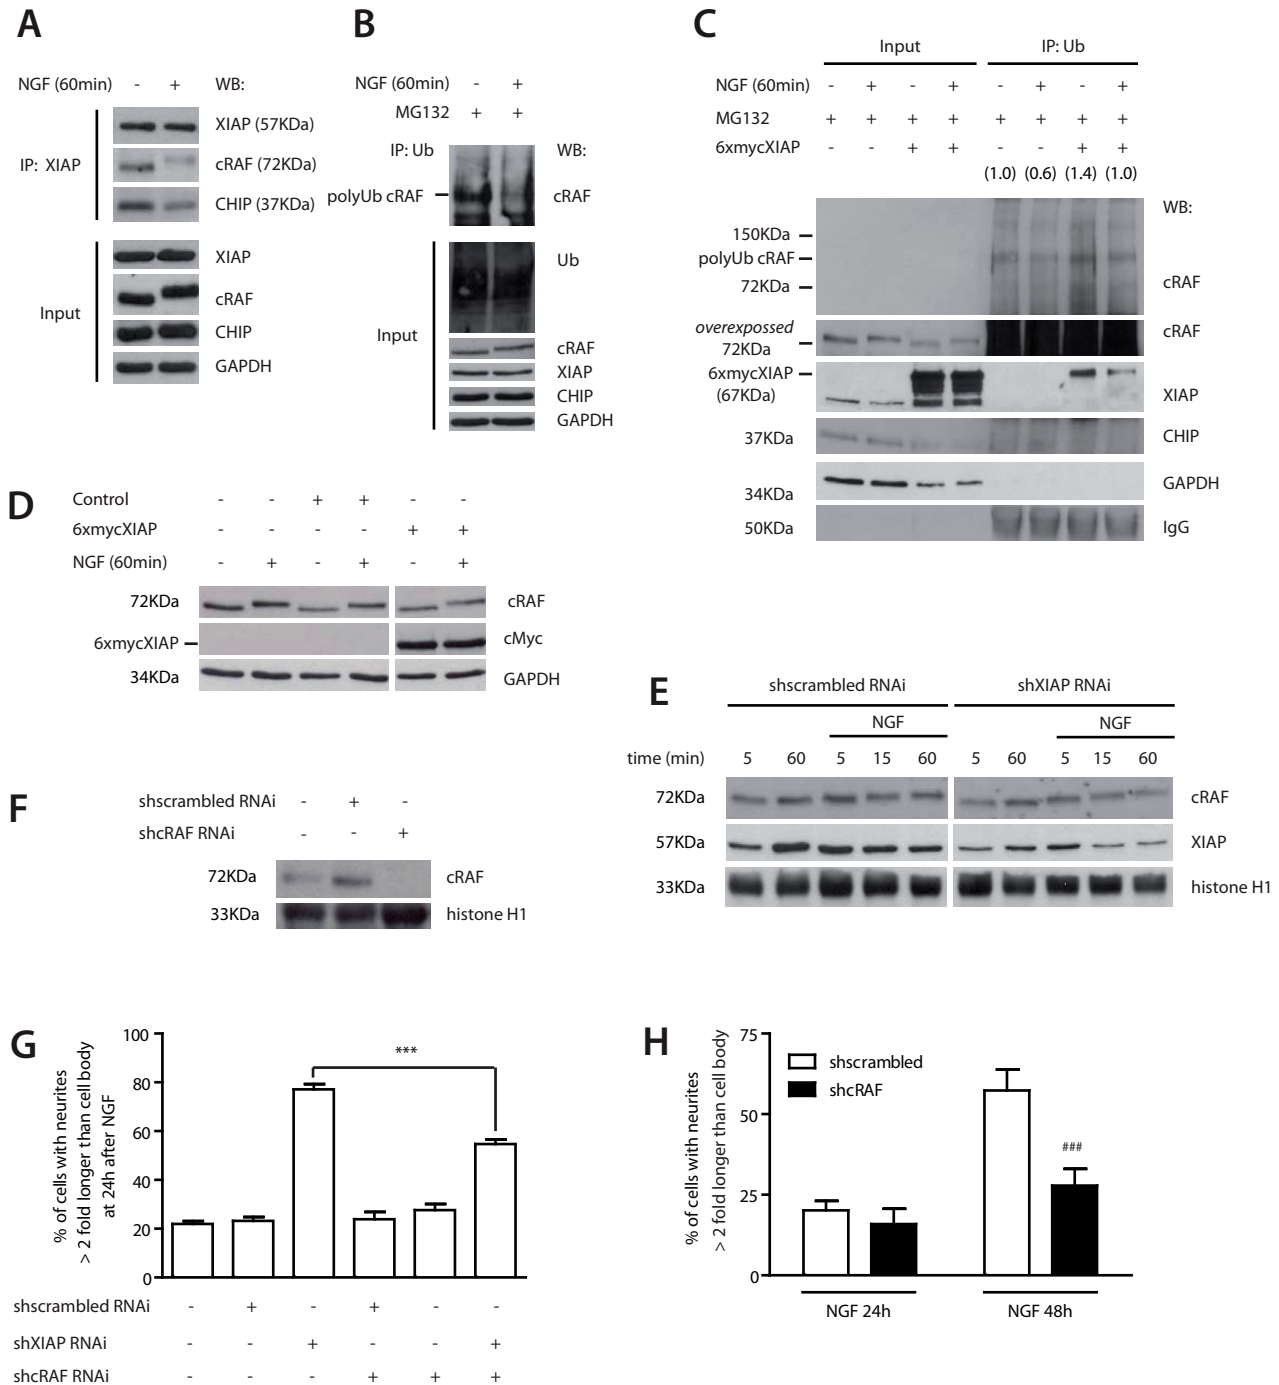 A
NGF (60min) - + WB:
IP: XIAP
XIAP (57KDa)
cRAF (72KDa)
CHIP (37KDa)
Input
XIAP
cRAF
CHIP
GAPDH
B
NGF (60min) - +
MG132 + +
IP: Ub WB:
polyUb cRAF cRAF
Ub
Input
cRAF
XIAP
CHIP
GAPDH
C
Input IP: Ub
NGF (60min) - + - + - + - +
MG132 + + + + + + + +
6xmycXIAP - - + + - - + +
(1.0) (0.6) (1.4) (1.0)
WB:
150KDa
polyUb cRAF
72KDa cRAF
overexpossed
72KDa cRAF
6xmycXIAP
(67KDa) XIAP
37KDa CHIP
34KDa GAPDH
50KDa IgG
D
Control - - + + - -
6xmycXIAP - - - - + +
NGF (60min) - + - + - +
72KDa cRAF
6xmycXIAP cMyc
34KDa GAPDH
E
shscrambled RNAi shXIAP RNAi
NGF NGF
time (min) 5 60 5 15 60 5 60 5 15 60
72KDa cRAF
57KDa XIAP
33KDa histone H1
F
shscrambled RNAi - + -
shcRAF RNAi - - +
72KDa cRAF
33KDa histone H1
G
% of cells with neurites
> 2 fold longer than cell body
at 24h after NGF
100
80
60
40
20
0
***
shscrambled RNAi - + - + - -
shXIAP RNAi - - + - - +
shcRAF RNAi - - - + + +
H
% of cells with neurites
> 2 fold longer than cell body
75
50
25
0
shscrambled
shcRAF
###
NGF 24h NGF 48h